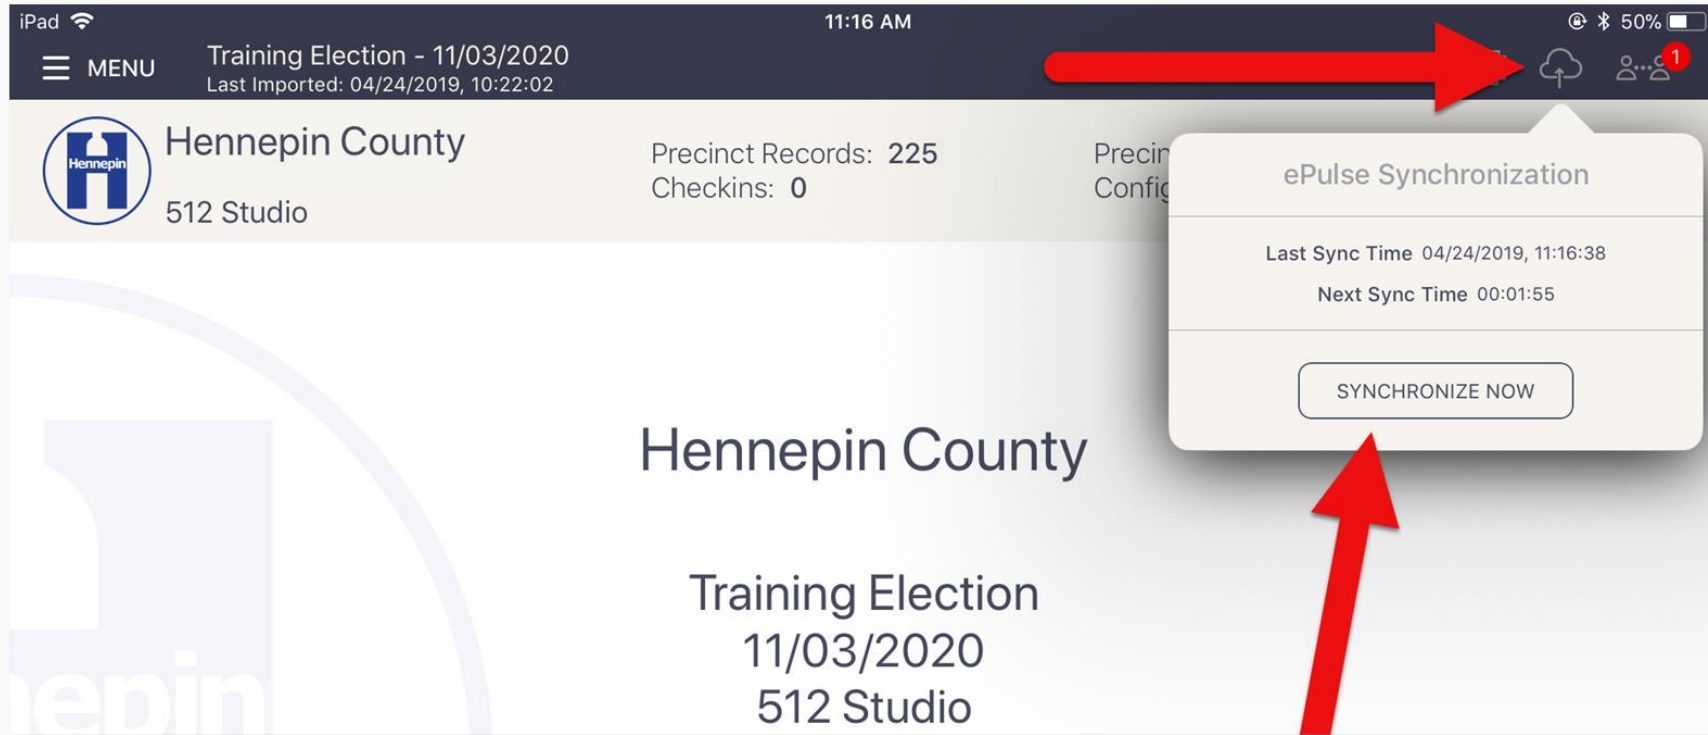 iPad
11:16 AM
50%
MENU
Training Election - 11/03/2020
Last Imported: 04/24/2019, 10:22:02
1
Hennepin
Hennepin County
512 Studio
Precinct Records: 225
Checkins: 0
Precin
Config
ePulse Synchronization
Last Sync Time 04/24/2019, 11:16:38
Next Sync Time 00:01:55
SYNCHRONIZE NOW
Hennepin County
Training Election
11/03/2020
512 Studio
nepin